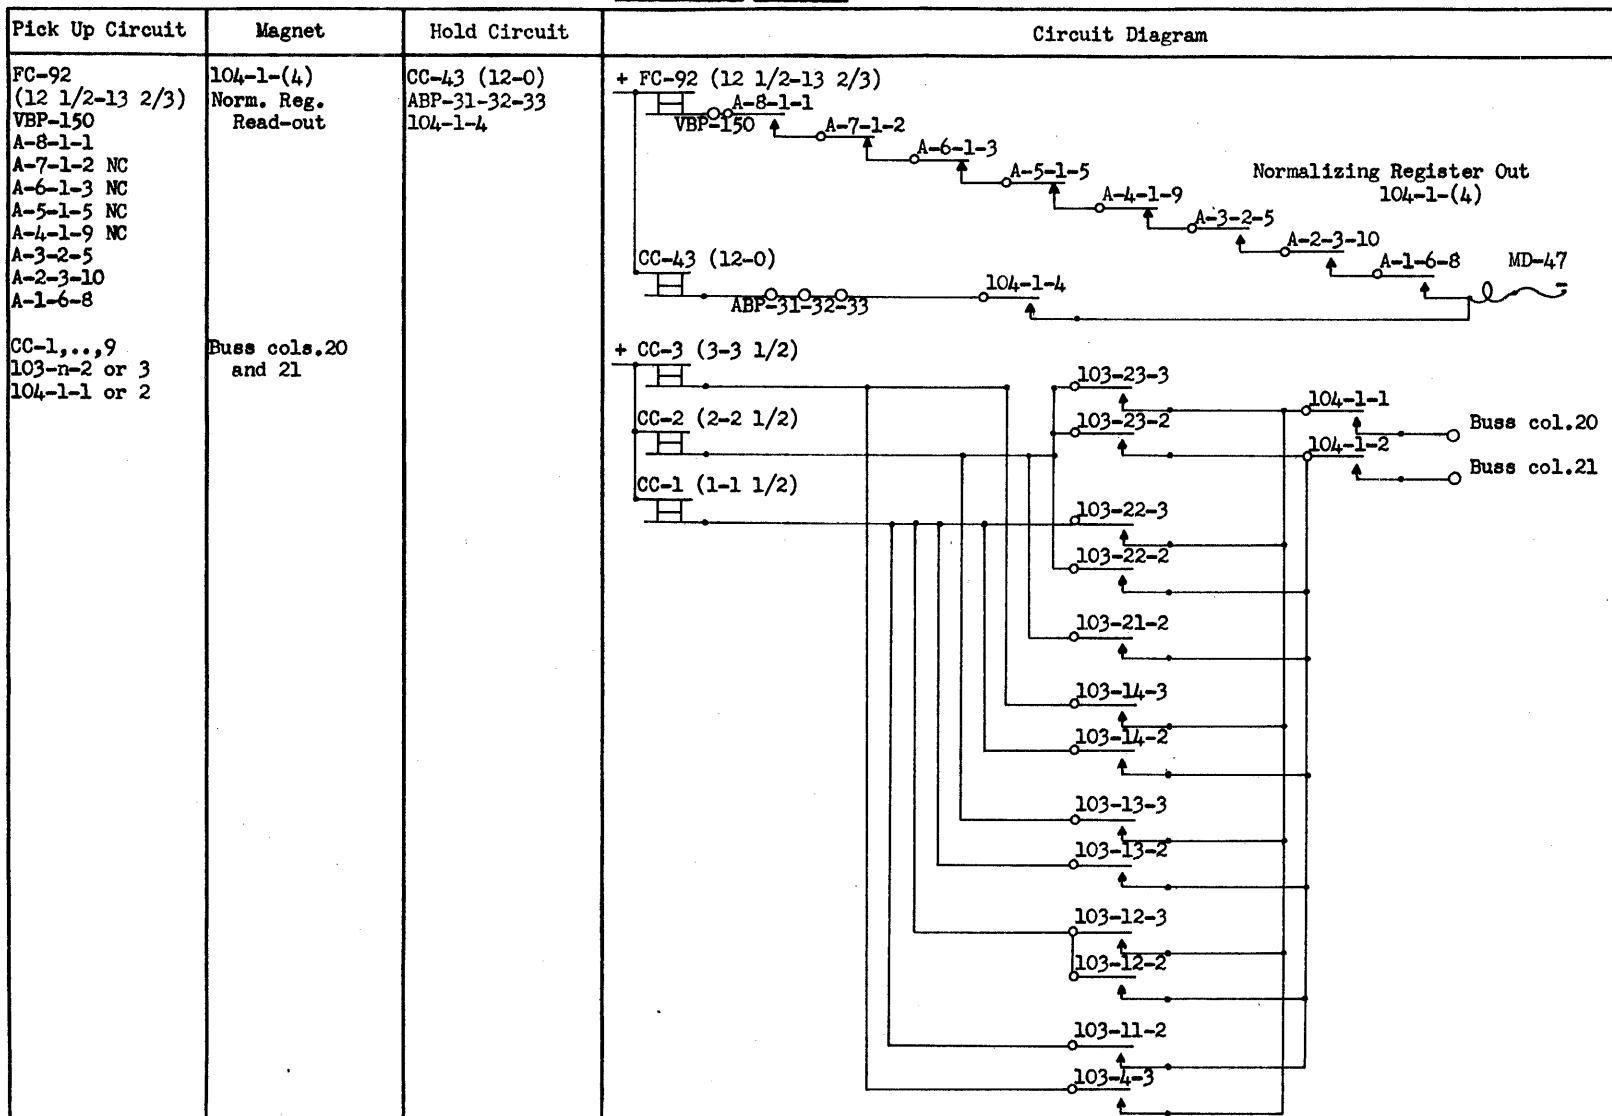 Pick Up Circuit
Magnet
Hold Circuit
Circuit Diagram
FC-92
(12 1/2-13 2/3)
VBP-150
A-8-1-1
A-7-1-2 NC
A-6-1-3 NC
A-5-1-5 NC
A-4-1-9 NC
A-3-2-5
A-2-3-10
A-1-6-8
104-1-(4)
Norm. Reg.
Read-out
CC-43 (12-0)
ABP-31-32-33
104-1-4
+ FC-92 (12 1/2-13 2/3)
VBP-150
A-8-1-1
A-7-1-2
A-6-1-3
A-5-1-5
A-4-1-9
A-3-2-5
A-2-3-10
A-1-6-8
Normalizing Register Out
104-1-(4)
MD-47
-
CC-43 (12-0)
ABP-31-32-33
104-1-4
CC-1,..,9
103-n-2 or 3
104-1-1 or 2
Buss cols.20
and 21
+ CC-3 (3-3 1/2)
CC-2 (2-2 1/2)
CC-1 (1-1 1/2)
103-23-3
103-23-2
103-22-3
103-22-2
103-21-2
103-14-3
103-14-2
103-13-3
103-13-2
103-12-3
103-12-2
103-11-2
103-4-3
104-1-1
Buss col.20
104-1-2
Buss col.21